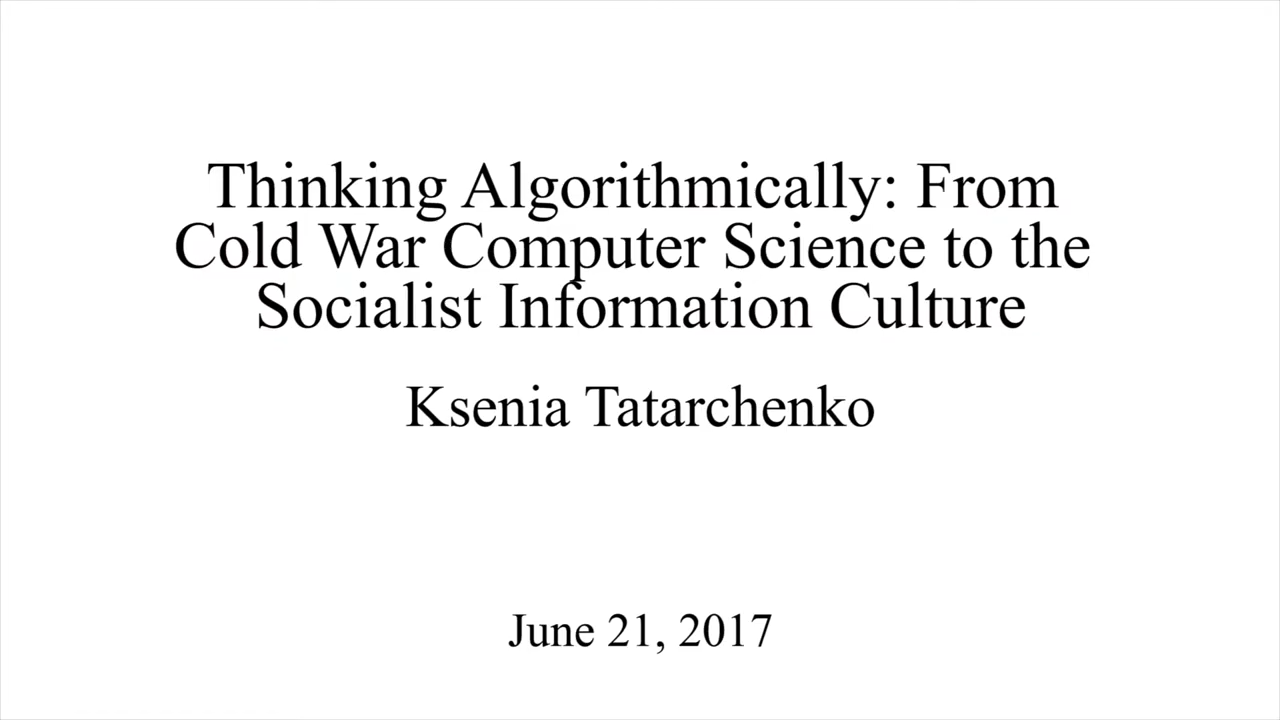 Thinking Algorithmically: From
Cold War Computer Science to the
Socialist Information Culture
Ksenia Tatarchenko
June 21, 2017